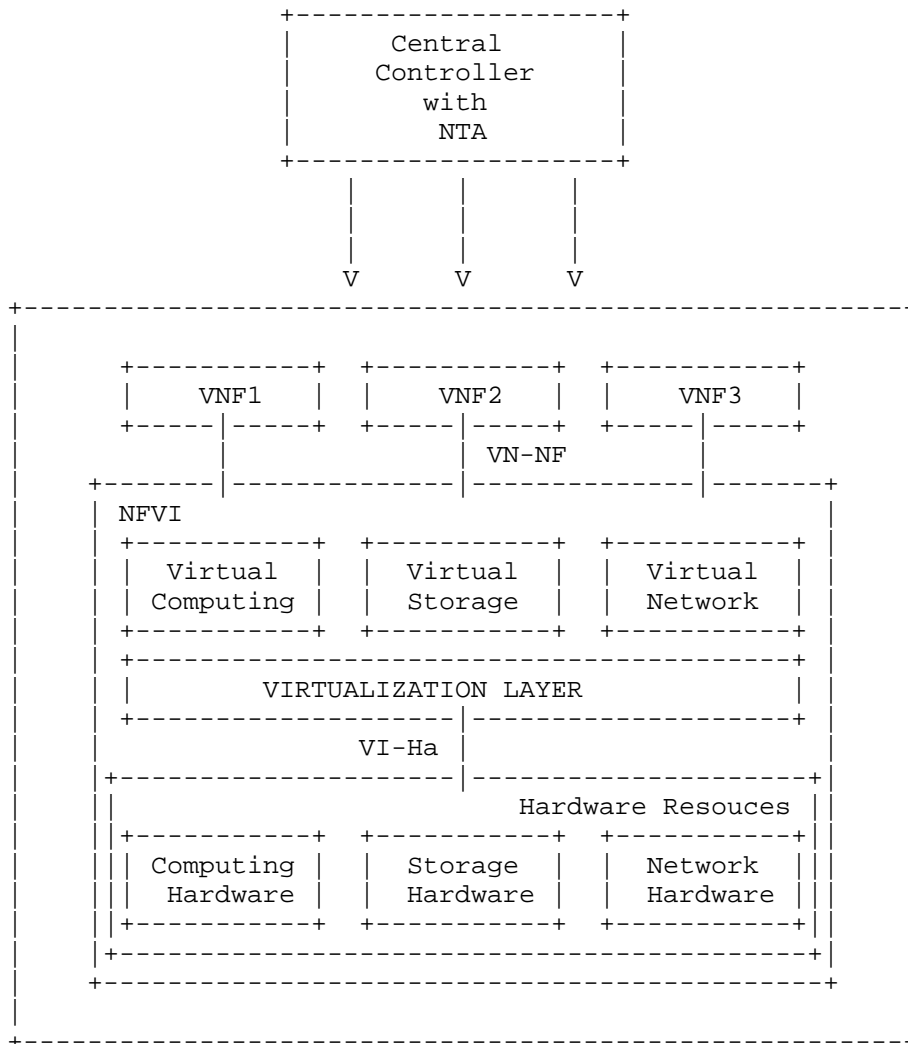 Central
Controller
with
NTA
V V V
VNF1 VNF2 VNF3
VN-NF
NFVI
Virtual Virtual Virtual
Computing Storage Network
VIRTUALIZATION LAYER
VI-Ha
Hardware Resouces
Computing Storage Network
Hardware Hardware Hardware